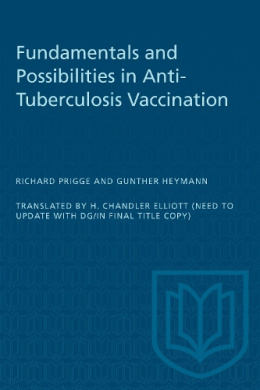 Fundamentals and
Possibilities in Anti-
Tuberculosis Vaccination
RICHARD PRIGGE AND GUNTHER HEYMANN
TRANSLATED BY H. CHANDLER ELLIOTT (NEED TO
UPDATE WITH DG/IN FINAL TITLE COPY)